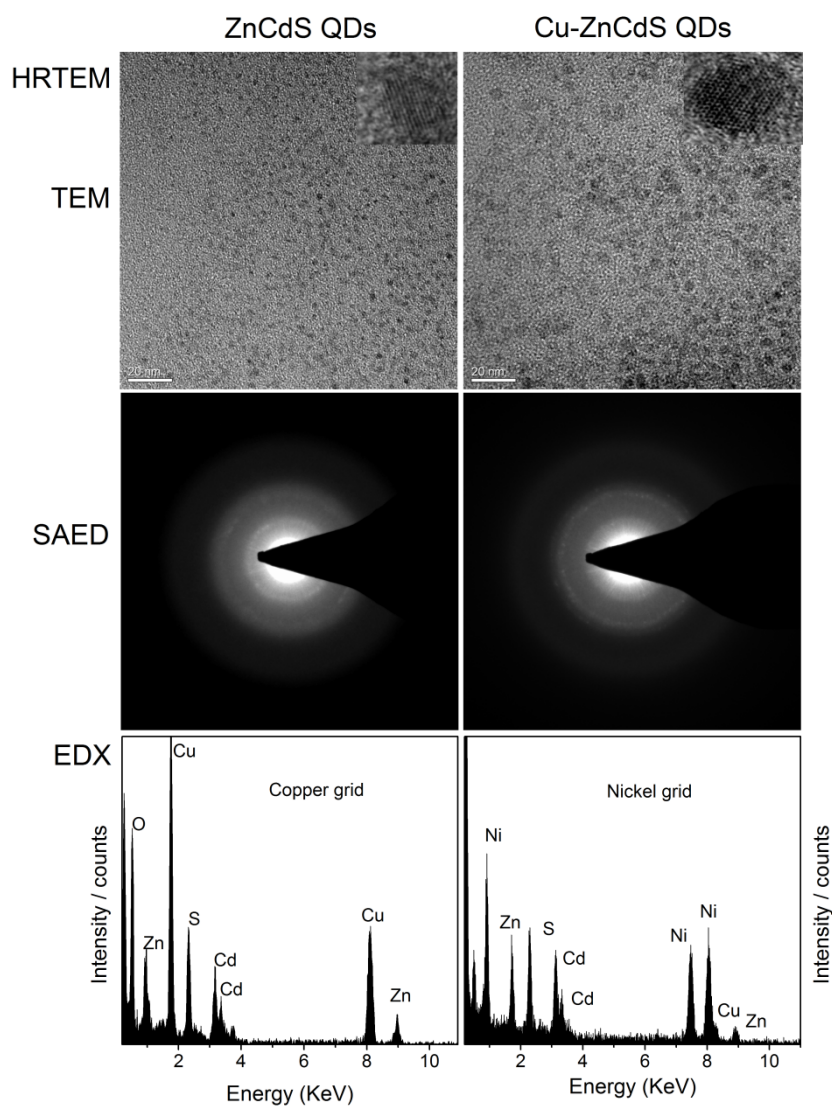 ZnCdS QDs
Cu-ZnCdS QDs
HRTEM
TEM
20 nm
20 nm
SAED
EDX
Intensity / counts
Copper grid
O
Zn
Cu
S
Cd
Cd
Cu
Zn
2
4
6
8
10
Energy (KeV)
Nickel grid
Ni
Zn
S
Cd
Cd
Ni
Ni
Cu
Zn
2
4
6
8
10
Energy (KeV)
Intensity / counts